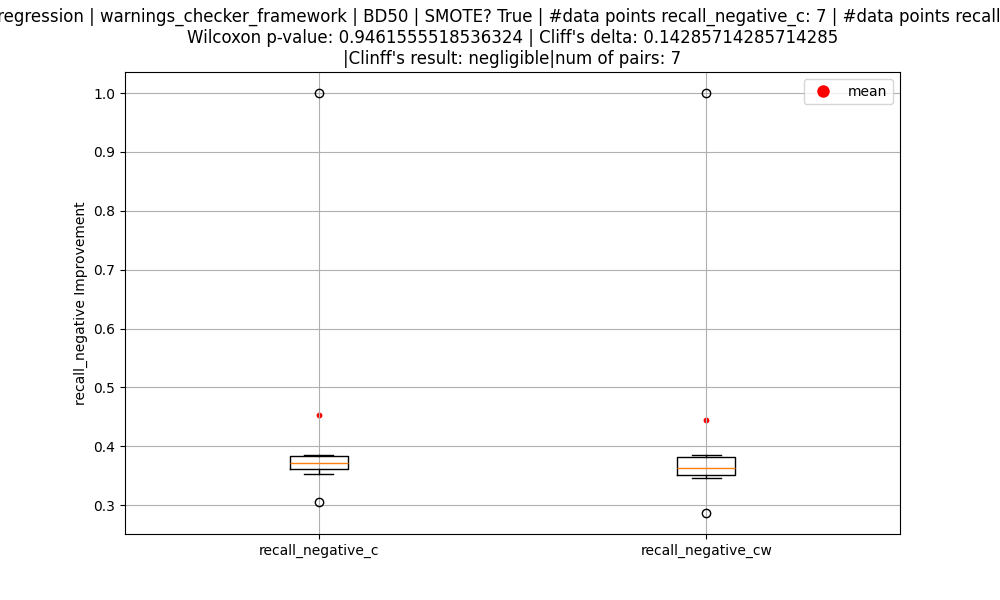 regression | warnings_checker_framework | BD50 | SMOTE? True | #data points recall_negative_c: 7 | #data points recall
Wilcoxon p-value: 0.9461555518536324 | Cliff's delta: 0.14285714285714285
|Clinff's result: negligible|num of pairs: 7
mean
1.0
0.9
0.8
0.7
0.6
0.5
0.4
0.3
recall_negative Improvement
recall_negative_c
recall_negative_cw